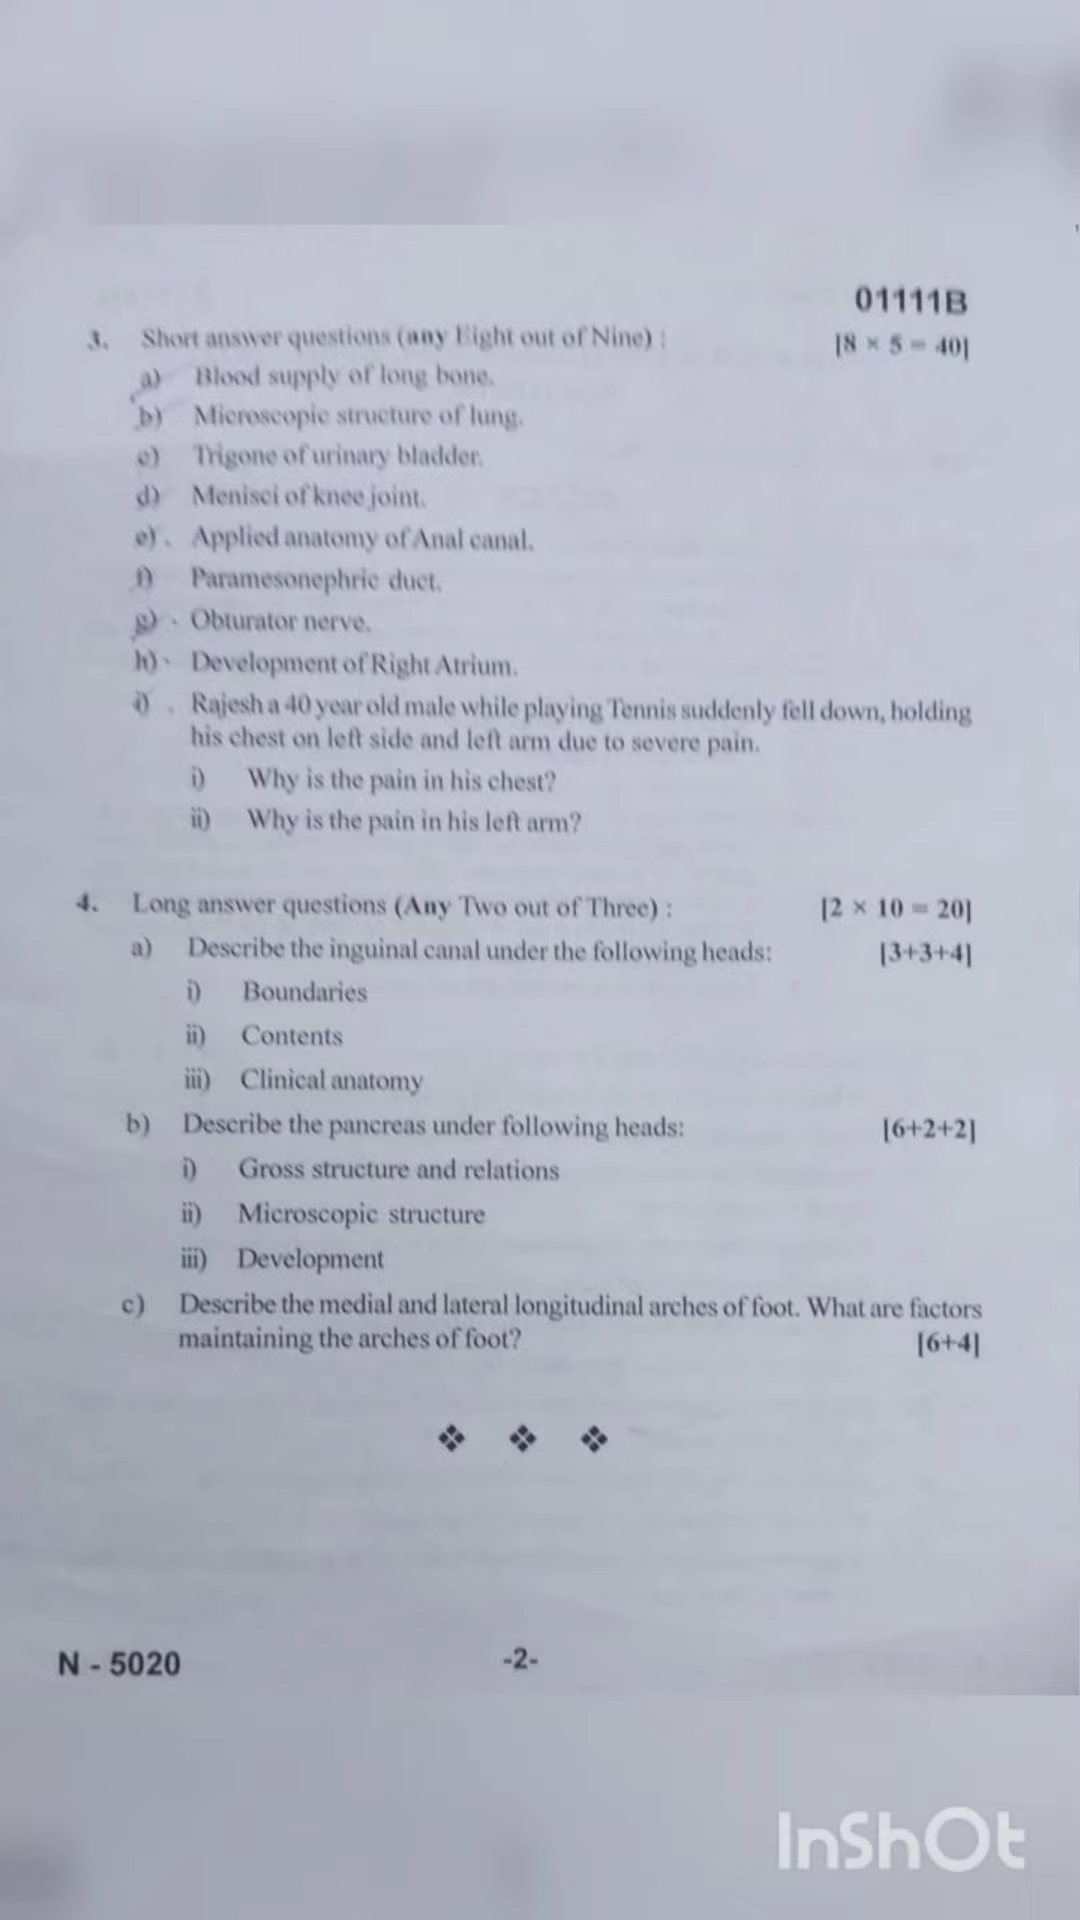 01111B
3. Short answer questions (any Eight out of Nine) : [8 × 5 = 40]
a) Blood supply of long bone.
b) Microscopic structure of lung.
c) Trigone of urinary bladder.
d) Menisci of knee joint.
e) Applied anatomy of Anal canal.
f) Paramesonephric duct.
g) Obturator nerve.
h) Development of Right Atrium.
i) Rajesh a 40 year old male while playing Tennis suddenly fell down, holding
his chest on left side and left arm due to severe pain.
i) Why is the pain in his chest?
ii) Why is the pain in his left arm?
4. Long answer questions (Any Two out of Three) : [2 × 10 = 20]
a) Describe the inguinal canal under the following heads: [3+3+4]
i) Boundaries
ii) Contents
iii) Clinical anatomy
b) Describe the pancreas under following heads: [6+2+2]
i) Gross structure and relations
ii) Microscopic structure
iii) Development
c) Describe the medial and lateral longitudinal arches of foot. What are factors
maintaining the arches of foot? [6+4]
N - 5020 -2-
InShOt